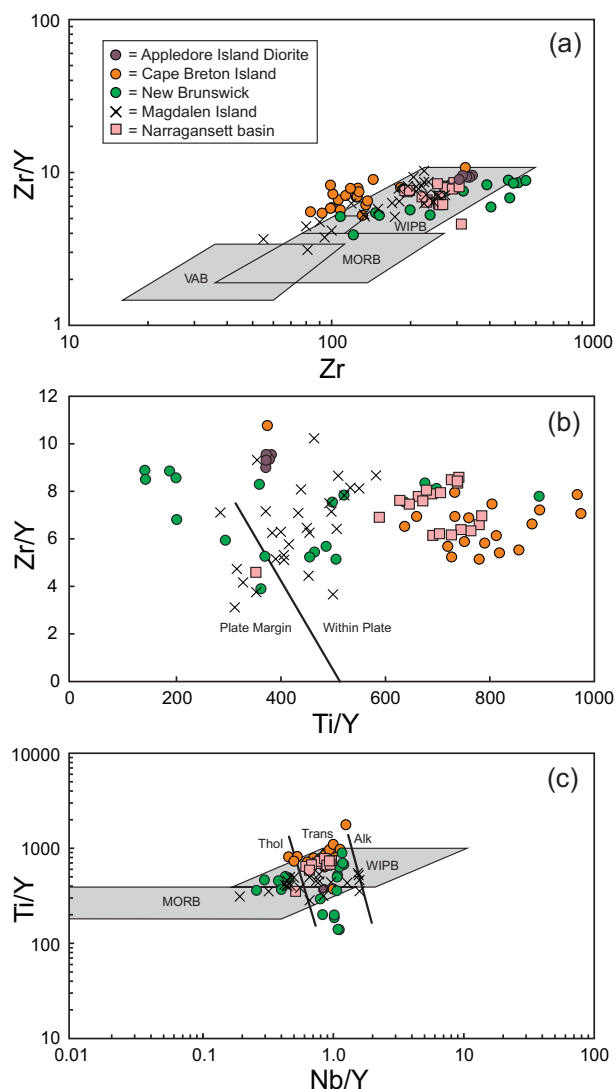 100
(a)
= Appledore Island Diorite
= Cape Breton Island
= New Brunswick
= Magdalen Island
= Narragansett basin
Zr/Y
10
WIPB
MORB
VAB
1
10
100
1000
Zr
12
(b)
10
8
Zr/Y
6
4
Plate Margin
Within Plate
2
0
0
200
400
600
800
1000
Ti/Y
10000
(c)
Thol
Trans
Alk
1000
Ti/Y
WIPB
MORB
100
10
0.01
0.1
1.0
10
100
Nb/Y